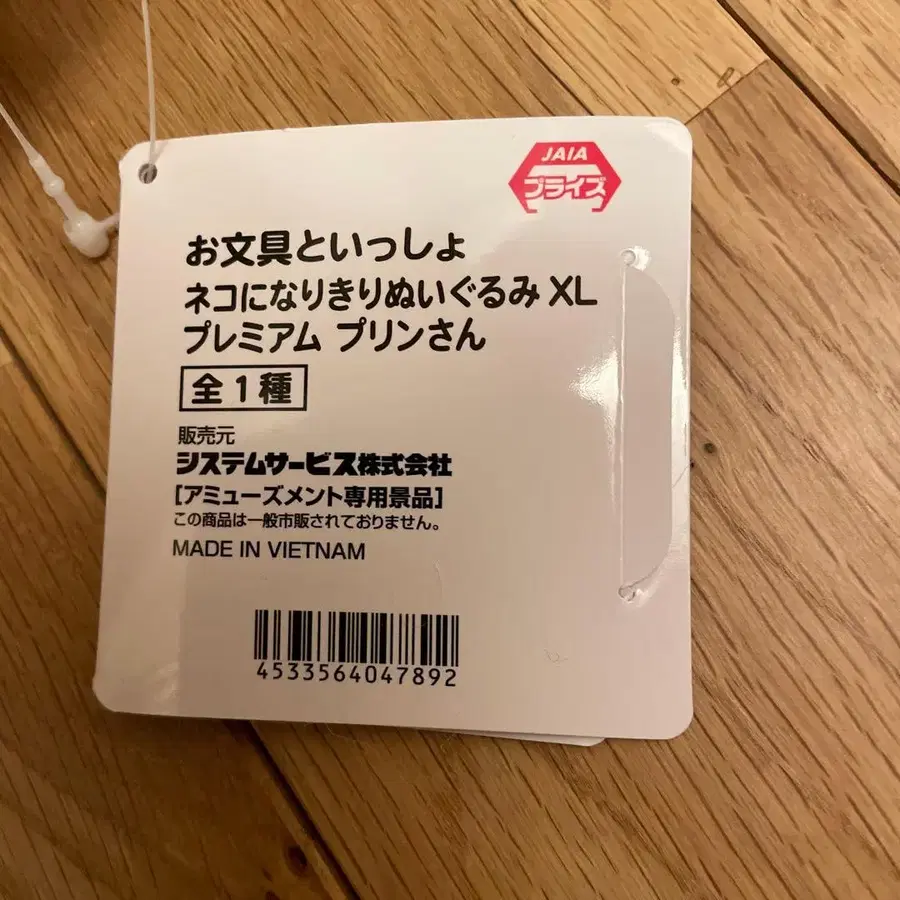 JAIA
プライズ
お文具といっしょ
ネコになりきりぬいぐるみ XL
プレミアム プリンさん
全1種
販売元
システムサービス株式会社
[アミューズメント専用景品]
この商品は一般市販されておりません。
MADE IN VIETNAM
4533564047892